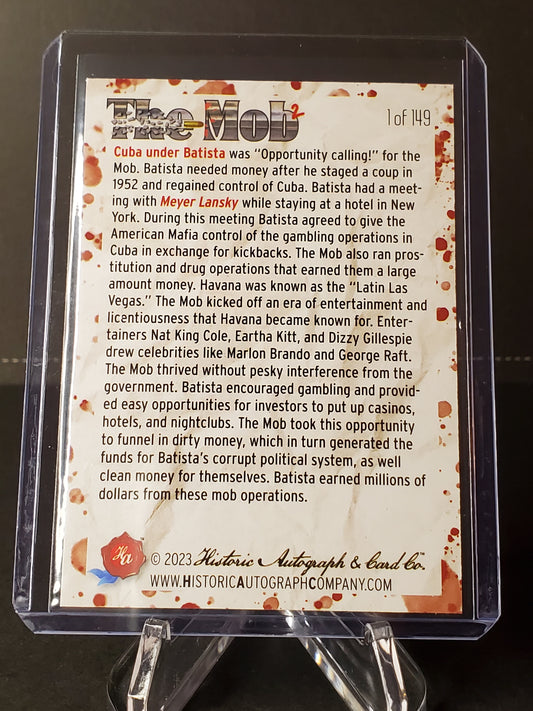 The Mob 2
1 of 149
Cuba under Batista was “Opportunity calling!” for the
Mob. Batista needed money after he staged a coup in
1952 and regained control of Cuba. Batista had a meet-
ing with Meyer Lansky while staying at a hotel in New
York. During this meeting Batista agreed to give the
American Mafia control of the gambling operations in
Cuba in exchange for kickbacks. The Mob also ran pros-
titution and drug operations that earned them a large
amount money. Havana was known as the “Latin Las
Vegas.” The Mob kicked off an era of entertainment and
licentiousness that Havana became known for. Enter-
tainers Nat King Cole, Eartha Kitt, and Dizzy Gillespie
drew celebrities like Marlon Brando and George Raft.
The Mob thrived without pesky interference from the
government. Batista encouraged gambling and provid-
ed easy opportunities for investors to put up casinos,
hotels, and nightclubs. The Mob took this opportunity
to funnel in dirty money, which in turn generated the
funds for Batista’s corrupt political system, as well
clean money for themselves. Batista earned millions of
dollars from these mob operations.
Ha
© 2023 Historic Autograph & Card Co.™
www.HistoricAutographCompany.com